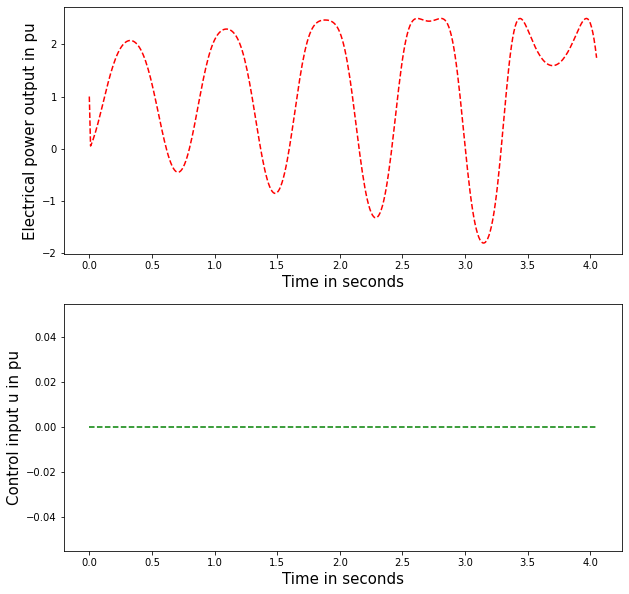 Electrical power output in pu
2
1
0
−1
−2
0.0 0.5 1.0 1.5 2.0 2.5 3.0 3.5 4.0
Time in seconds
Control input u in pu
0.04
0.02
0.00
−0.02
−0.04
0.0 0.5 1.0 1.5 2.0 2.5 3.0 3.5 4.0
Time in seconds